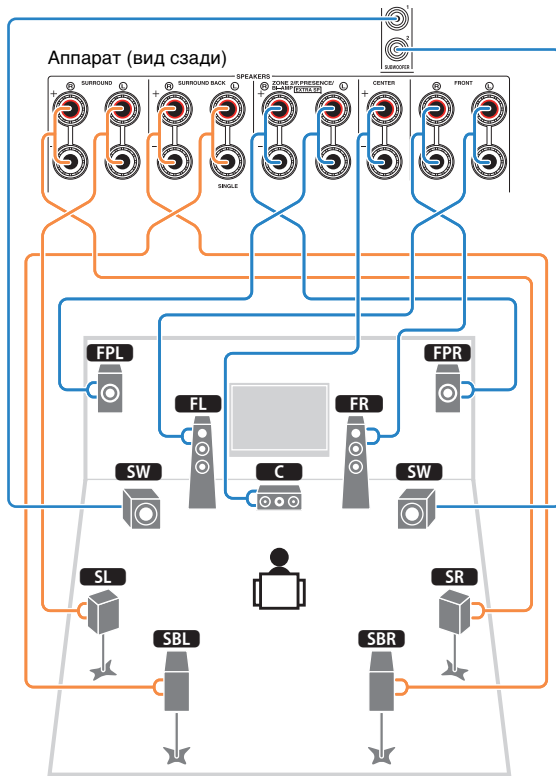 1
2
SUBWOOFER
Аппарат (вид сзади)
SPEAKERS
R SURROUND L
R SURROUND BACK L
R ZONE 2/F.PRESENCE/ L
BI-AMP EXTRA SP
CENTER
R FRONT L
+ + + +
– – – –
SINGLE
FPL
FPR
FL
FR
SW
C
SW
SL
SR
SBL
SBR